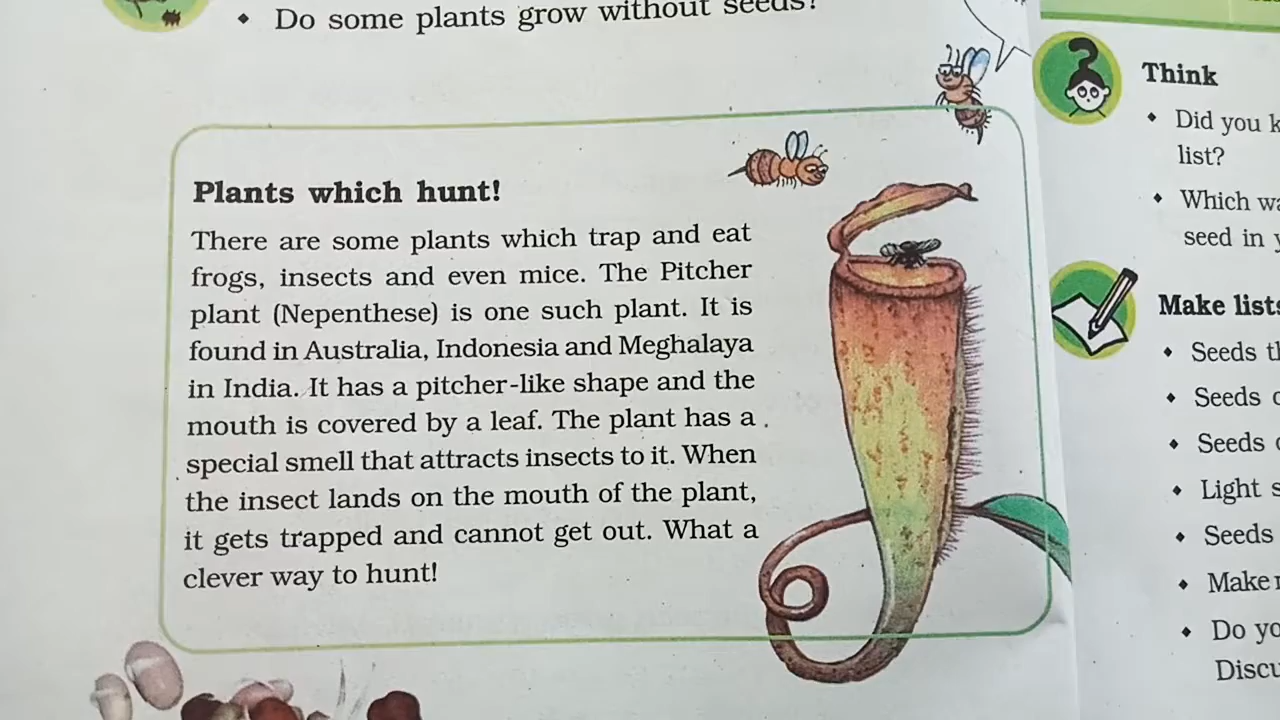 • Do some plants grow without seeds?
Plants which hunt!
There are some plants which trap and eat
frogs, insects and even mice. The Pitcher
plant (Nepenthese) is one such plant. It is
found in Australia, Indonesia and Meghalaya
in India. It has a pitcher-like shape and the
mouth is covered by a leaf. The plant has a
special smell that attracts insects to it. When
the insect lands on the mouth of the plant,
it gets trapped and cannot get out. What a
clever way to hunt!
Think
• Did you
list?
• Which
seed in
Make lists
• Seeds
• Seeds
• Seeds
• Light
• Seeds
• Make
• Do